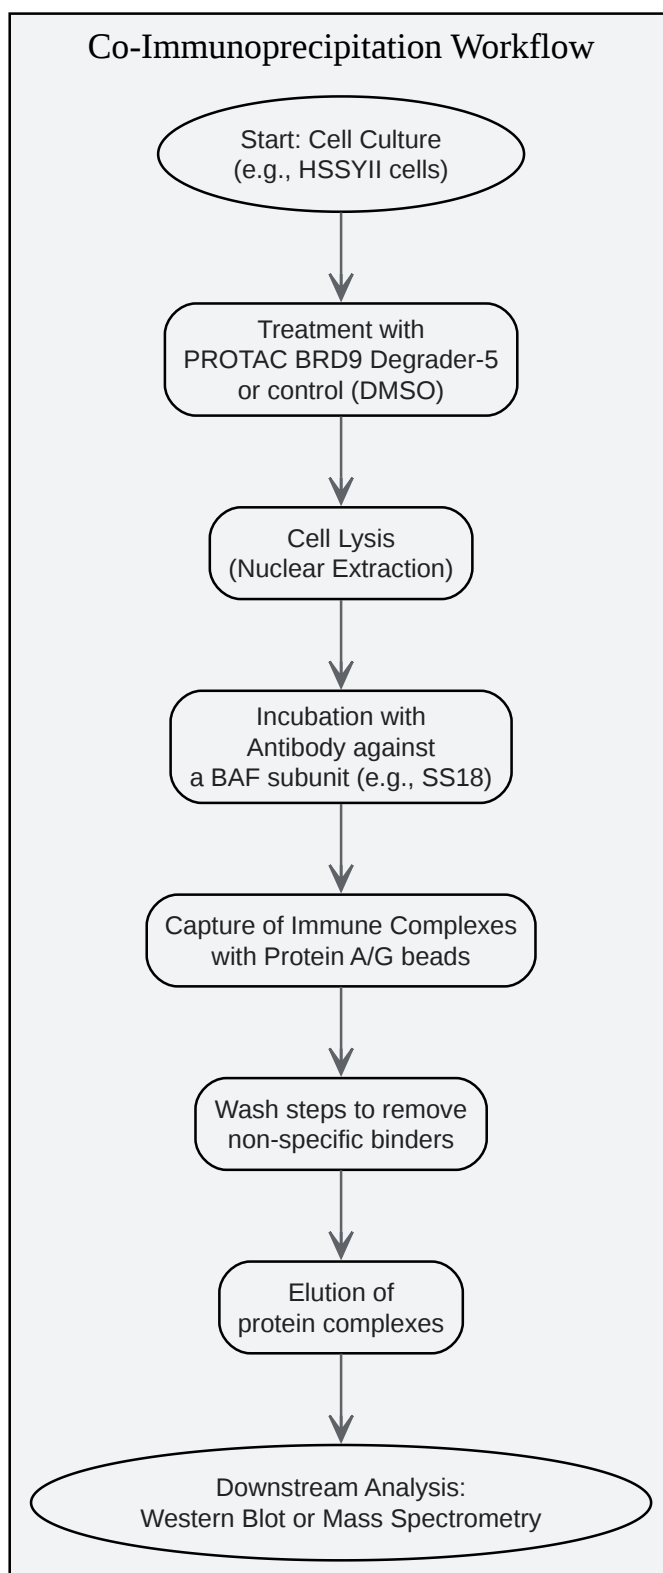 Co-Immunoprecipitation Workflow
Start: Cell Culture
(e.g., HSSYII cells)
Treatment with
PROTAC BRD9 Degrader-5
or control (DMSO)
Cell Lysis
(Nuclear Extraction)
Incubation with
Antibody against
a BAF subunit (e.g., SS18)
Capture of Immune Complexes
with Protein A/G beads
Wash steps to remove
non-specific binders
Elution of
protein complexes
Downstream Analysis:
Western Blot or Mass Spectrometry